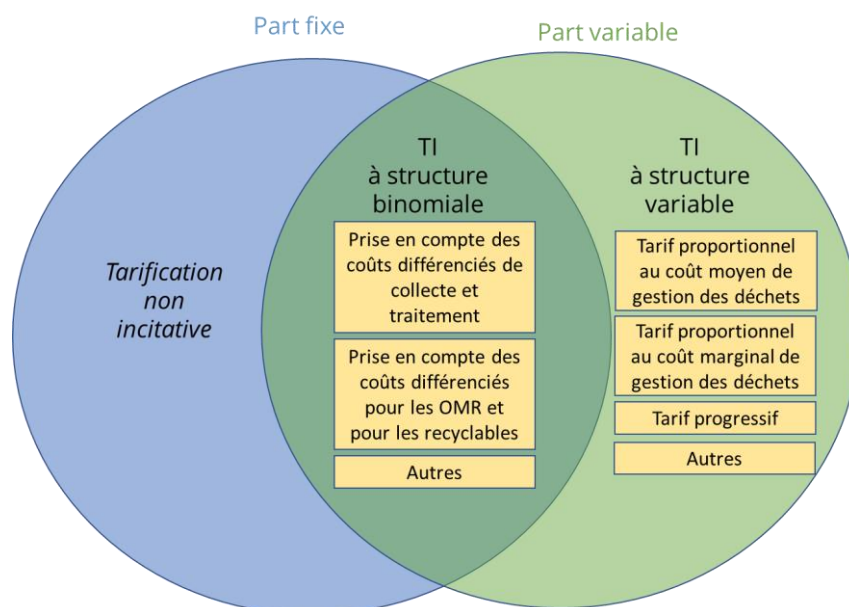 Part fixe
Part variable
Tarification
non
incitative
TI
à structure
binomiale
Prise en compte des
coûts différenciés de
collecte et
traitement
Prise en compte des
coûts différenciés
pour les OMR et
pour les recyclables
Autres
TI
à structure
variable
Tarif proportionnel
au coût moyen de
gestion des déchets
Tarif proportionnel
au coût marginal de
gestion des déchets
Tarif progressif
Autres